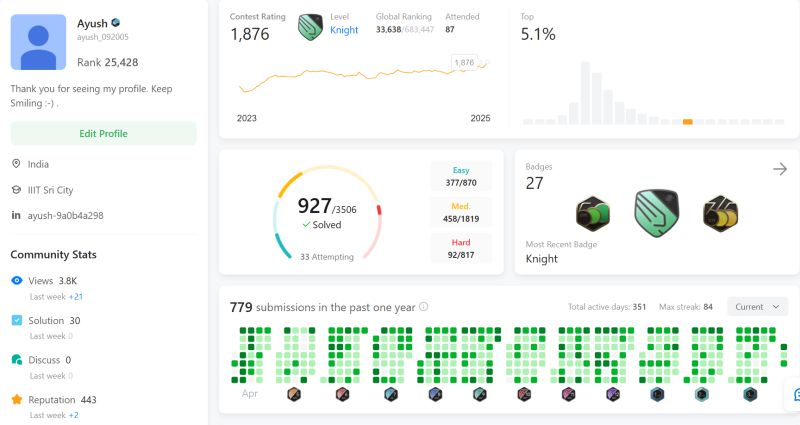 Ayush
ayush_092005
Rank 25,428
Thank you for seeing my profile. Keep
Smiling :-) .
Edit Profile
India
IIIT Sri City
in ayush-9a0b4a298
Community Stats
Views 3.8K
Last week +21
Solution 30
Last week 0
Discuss 0
Last week 0
Reputation 443
Last week +2
Contest Rating
1,876
Level
Knight
Global Ranking
33,638/683,447
Attended
87
1,876
2023
2025
Top
5.1%
927/3506
Solved
33 Attempting
Easy
377/870
Med.
458/1819
Hard
92/817
Badges
27
Most Recent Badge
Knight
779 submissions in the past one year
Total active days: 351
Max streak: 84
Current
Apr